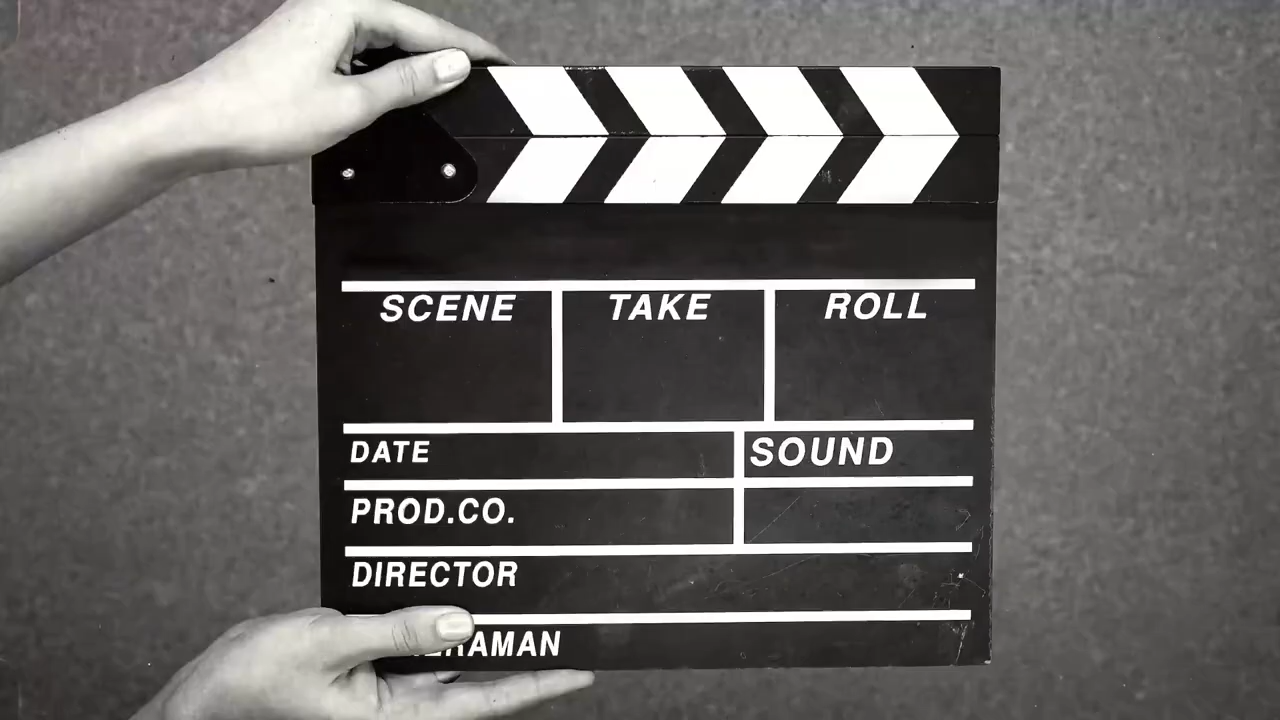 SCENE TAKE ROLL
DATE SOUND
PROD.CO.
DIRECTOR